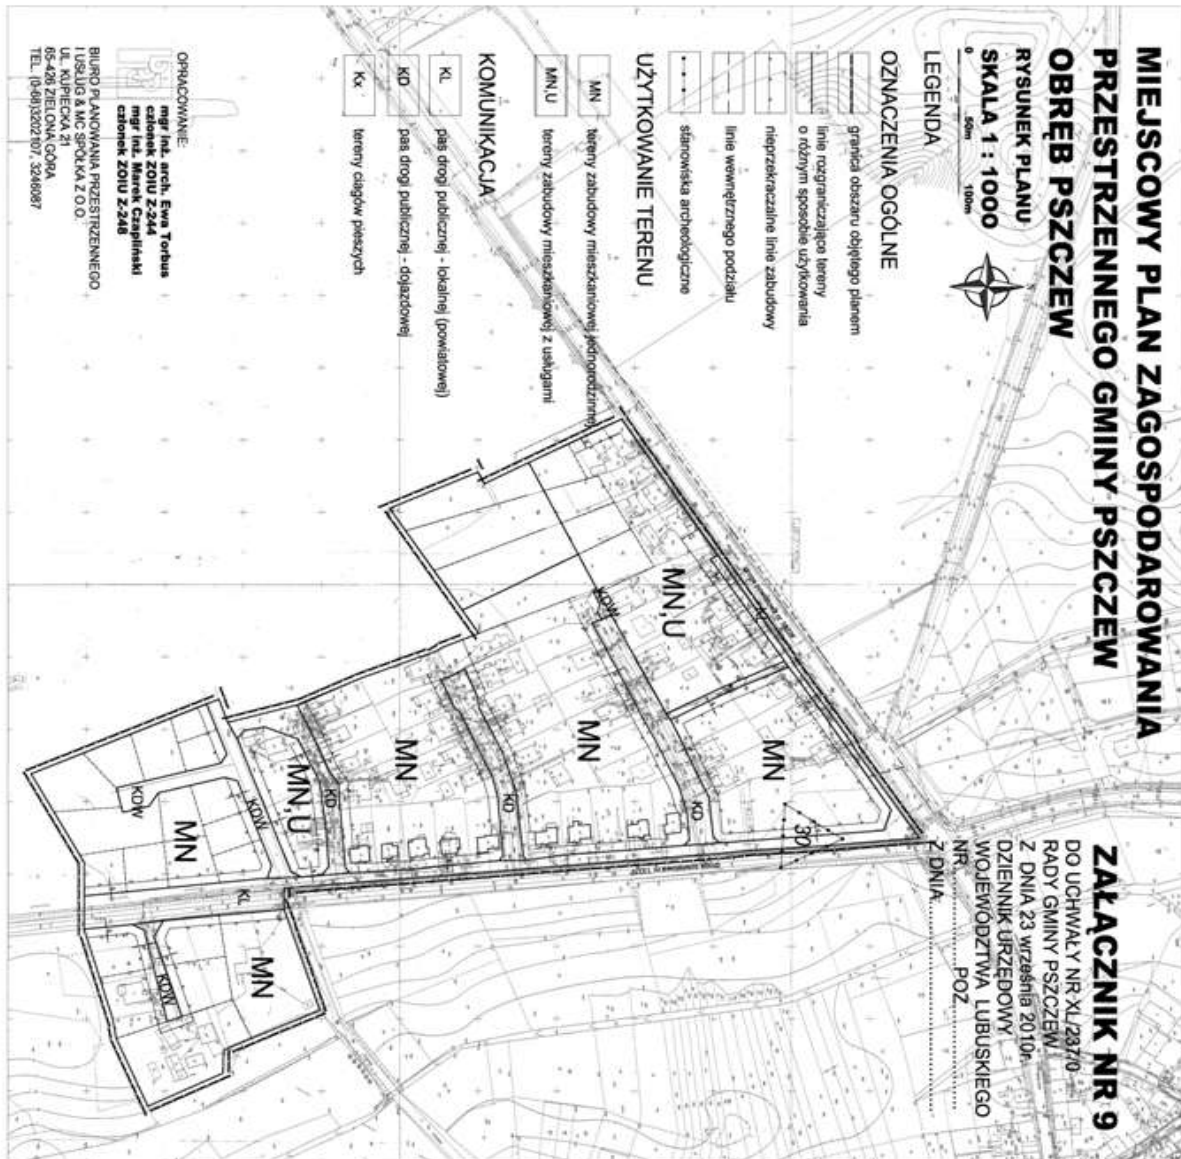 MIEJSCOWY PLAN ZAGOSPODAROWANIA
PRZESTRZENNEGO GMINY PSZCZEW
OBRĘB PSZCZEW
RYSUNEK PLANU
SKALA 1 : 1000
0 50m 100m
LEGENDA
OZNACZENIA OGÓLNE
granica obszaru objętego planem
linie rozgraniczające tereny
o różnym sposobie użytkowania
nieprzekraczalne linie zabudowy
linie wewnętrznego podziału
stanowiska archeologiczne
UŻYTKOWANIE TERENU
MN
tereny zabudowy mieszkaniowej jednorodzinnej
MN,U
tereny zabudowy mieszkaniowej z usługami
KOMUNIKACJA
KL
pas drogi publicznej - lokalnej (powiatowej)
KD
pas drogi publicznej - dojazdowej
Kx
tereny ciągów pieszych
OPRACOWANIE:
mgr inż. arch. Ewa Torbus
członek ZOIU Z-244
mgr inż. Marek Czapliński
członek ZOIU Z-248
BIURO PLANOWANIA PRZESTRZENNEGO
I USŁUG & MC SPÓŁKA Z O.O.
UL. KUPIECKA 21
65-426 ZIELONA GÓRA
TEL. (0-68)3202107, 3246087
ZAŁĄCZNIK NR 9
DO UCHWAŁY NR XL/237/0
RADY GMINY PSZCZEW
Z DNIA 23 września 2010r.
DZIENNIK URZĘDOWY
WOJEWÓDZTWA LUBUSKIEGO
NR.................... POZ....................
Z DNIA....................
KL
MN,U
KDW
MN
30
KD
MN
KD
MN
KD
MN,U
KDW
KDW
MN
KL
MN
KDW